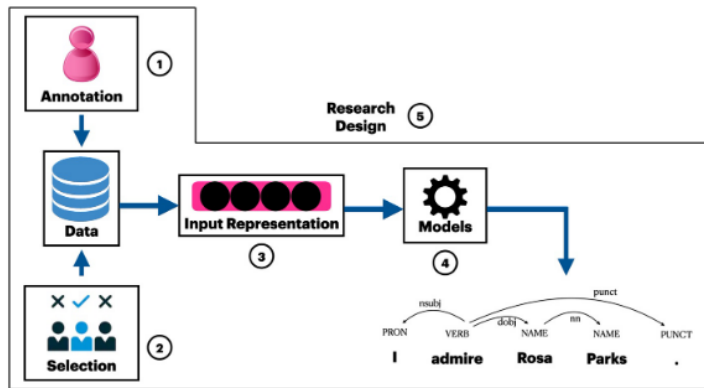 1
Annotation
Research
Design
5
Data
Input Representation
3
Models
4
Selection
2
punct
nsubj
dobj
nn
PRON VERB NAME NAME PUNCT
I admire Rosa Parks .